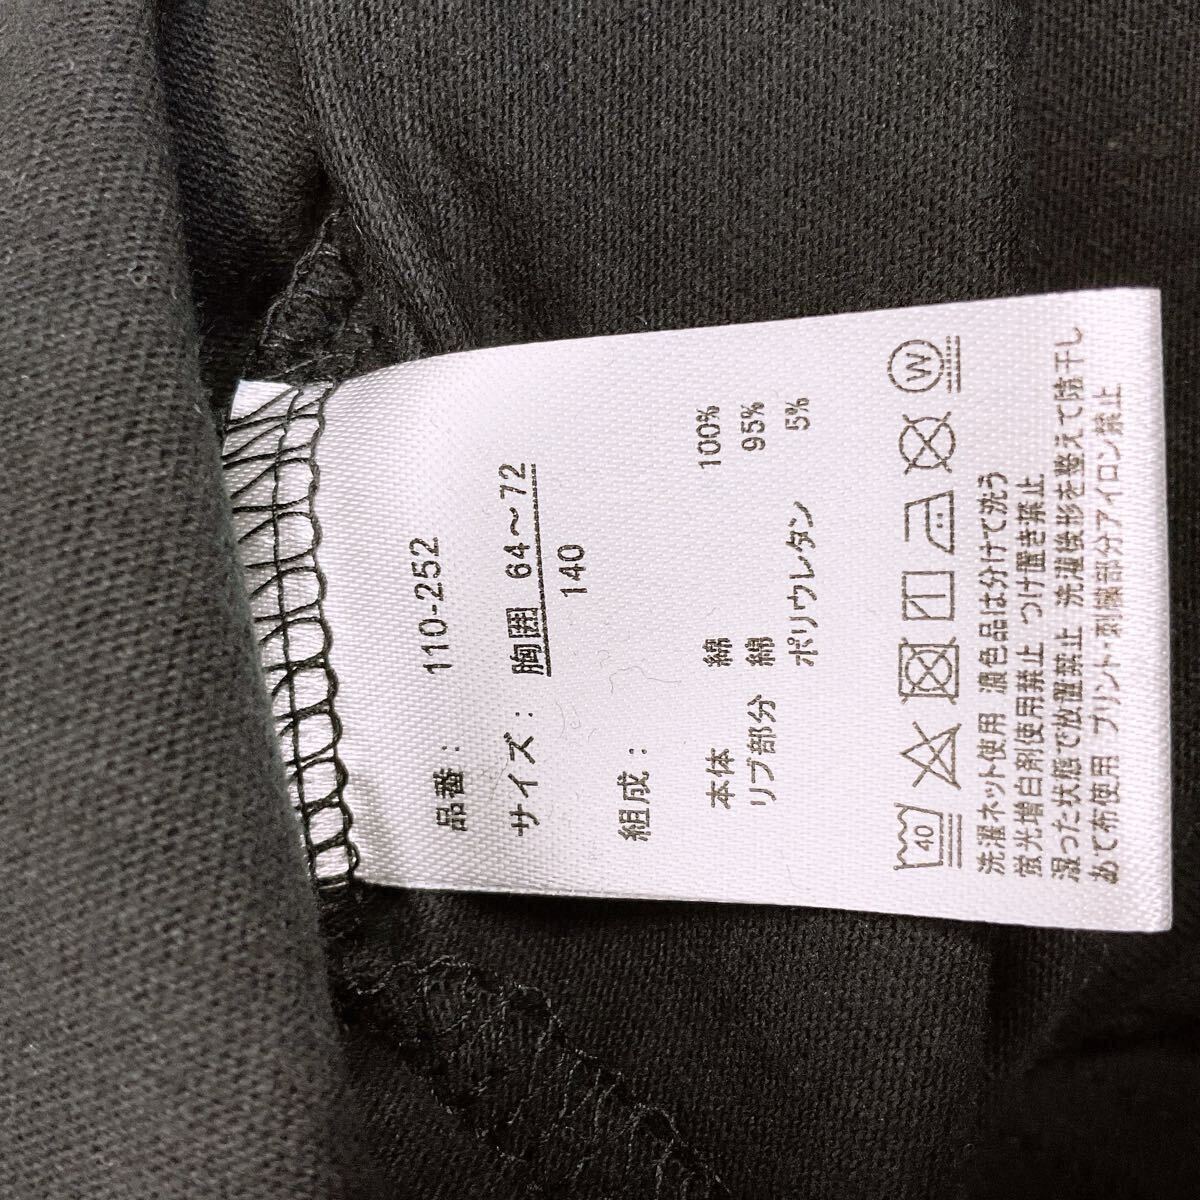 品番： 110-252
サイズ： 胸囲 64～72
140
組成：
本体 綿 100%
リブ部分 綿 95%
ポリウレタン 5%
40 W
洗濯ネット使用 濃色品は分けて洗う
蛍光増白剤使用禁止 つけ置き禁止
湿った状態で放置禁止 洗濯後形を整えて陰干し
あて布使用 プリント・刺繍部分アイロン禁止